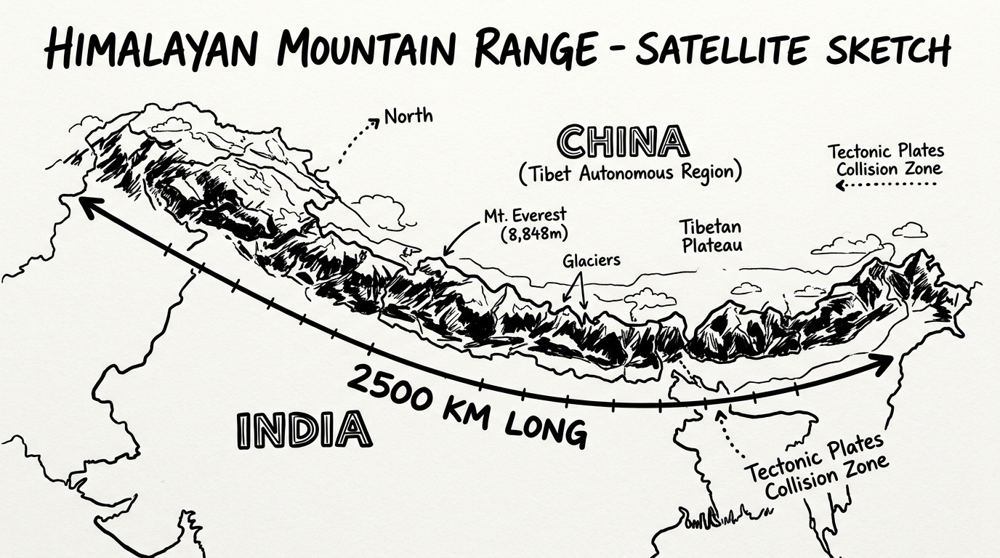 HIMALAYAN MOUNTAIN RANGE - SATELLITE SKETCH
North
CHINA
(Tibet Autonomous Region)
Tectonic Plates
Collision Zone
Mt. Everest
(8,848m)
Tibetan
Plateau
Glaciers
2500 KM LONG
INDIA
Tectonic Plates
Collision Zone